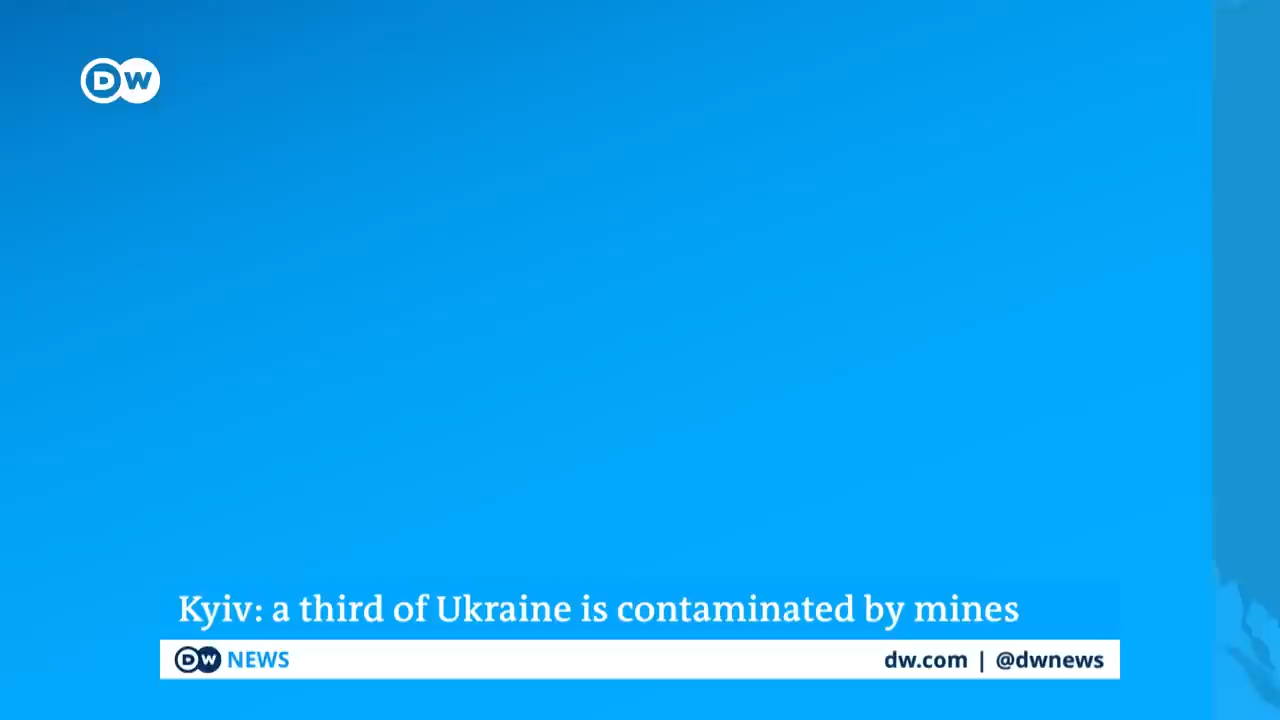 DW
Kyiv: a third of Ukraine is contaminated by mines
DW NEWS
dw.com | @dwnews